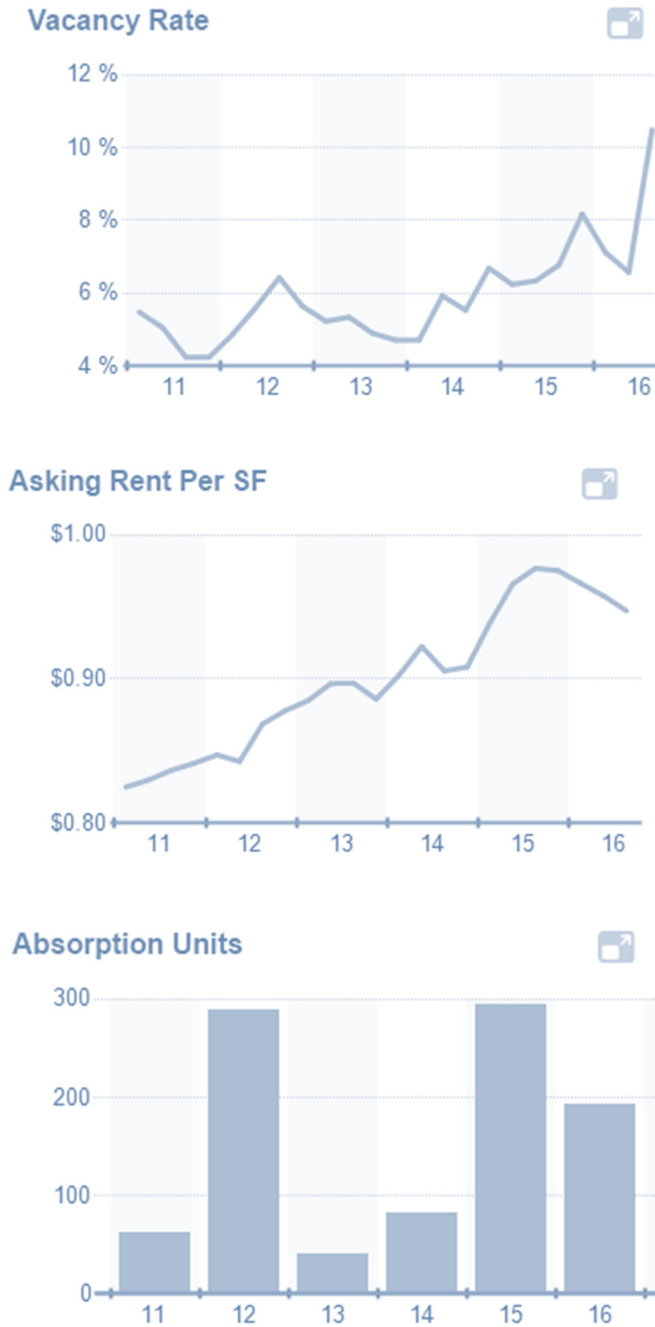 Vacancy Rate
12 %
10 %
8 %
6 %
4 %
11 12 13 14 15 16
Asking Rent Per SF
$1.00
$0.90
$0.80
11 12 13 14 15 16
Absorption Units
300
200
100
0
11 12 13 14 15 16